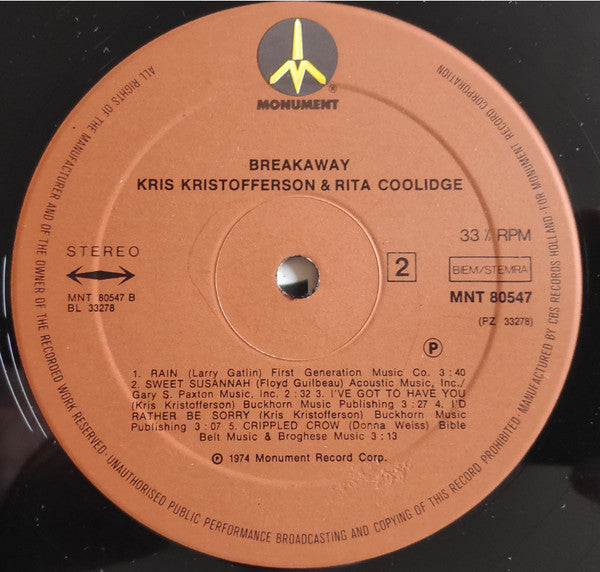 MONUMENT
®
BREAKAWAY
KRIS KRISTOFFERSON & RITA COOLIDGE
STEREO
MNT 80547 B
BL 33278
2
33⅓ RPM
BIEM/STEMRA
MNT 80547
(PZ 33278)
P
1. RAIN (Larry Gatlin) First Generation Music Co. 3:40
2. SWEET SUSANNAH (Floyd Guilbeau) Acoustic Music, Inc./
Gary S. Paxton Music, Inc. 2:32 3. I'VE GOT TO HAVE YOU
(Kris Kristofferson) Buckhorn Music Publishing 3:27 4. I'D
RATHER BE SORRY (Kris Kristofferson) Buckhorn Music
Publishing 3:07 5. CRIPPLED CROW (Donna Weiss) Bible
Belt Music & Broghese Music 3:13
℗ 1974 Monument Record Corp.
ALL RIGHTS OF THE MANUFACTURER AND OF THE OWNER OF THE RECORDED WORK RESERVED·UNAUTHORISED PUBLIC PERFORMANCE BROADCASTING AND COPYING OF THIS RECORD PROHIBITED·MANUFACTURED BY CBS RECORDS HOLLAND·FOR MONUMENT RECORD CORPORATION